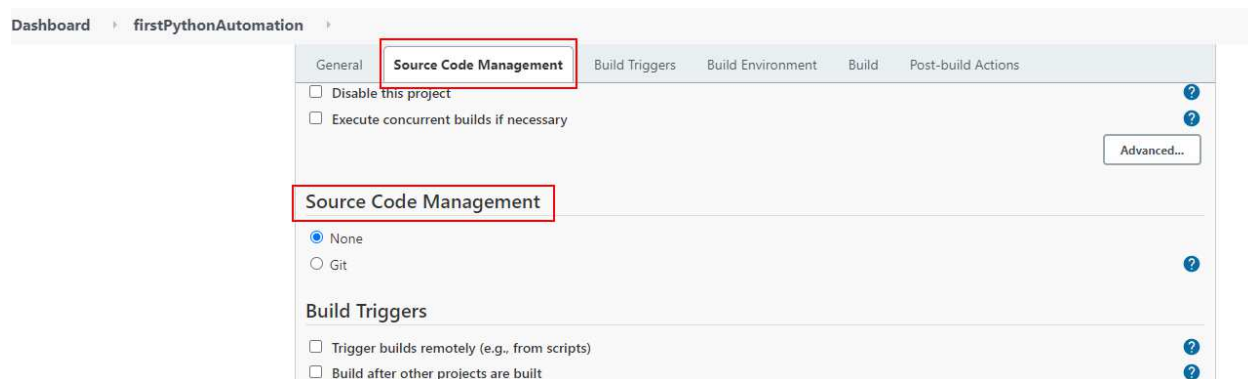 Dashboard firstPythonAutomation
General Source Code Management Build Triggers Build Environment Build Post-build Actions
Disable this project ?
Execute concurrent builds if necessary ?
Advanced...
Source Code Management
None
Git ?
Build Triggers
Trigger builds remotely (e.g., from scripts) ?
Build after other projects are built ?